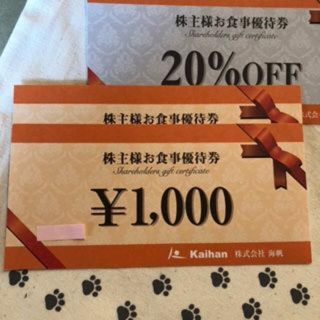 株主様お食事優待券
Shareholders gift certificate
20%OFF
株主様お食事優待券
株主様お食事優待券
Shareholders gift certificate
¥1,000
Kaihan 株式会社 海帆